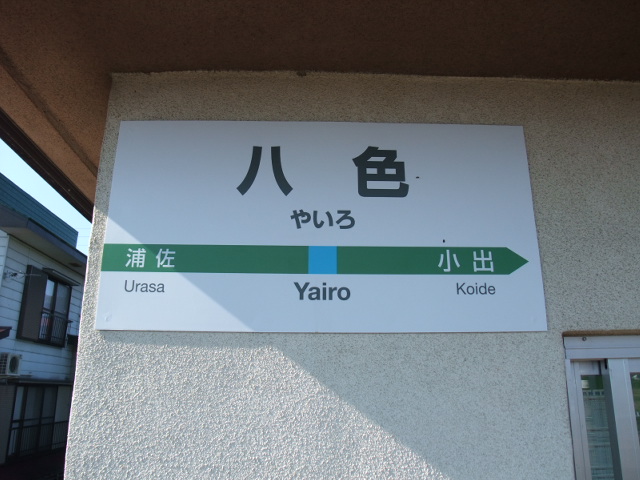 八色
やいろ
浦佐 小出
Urasa Yairo Koide